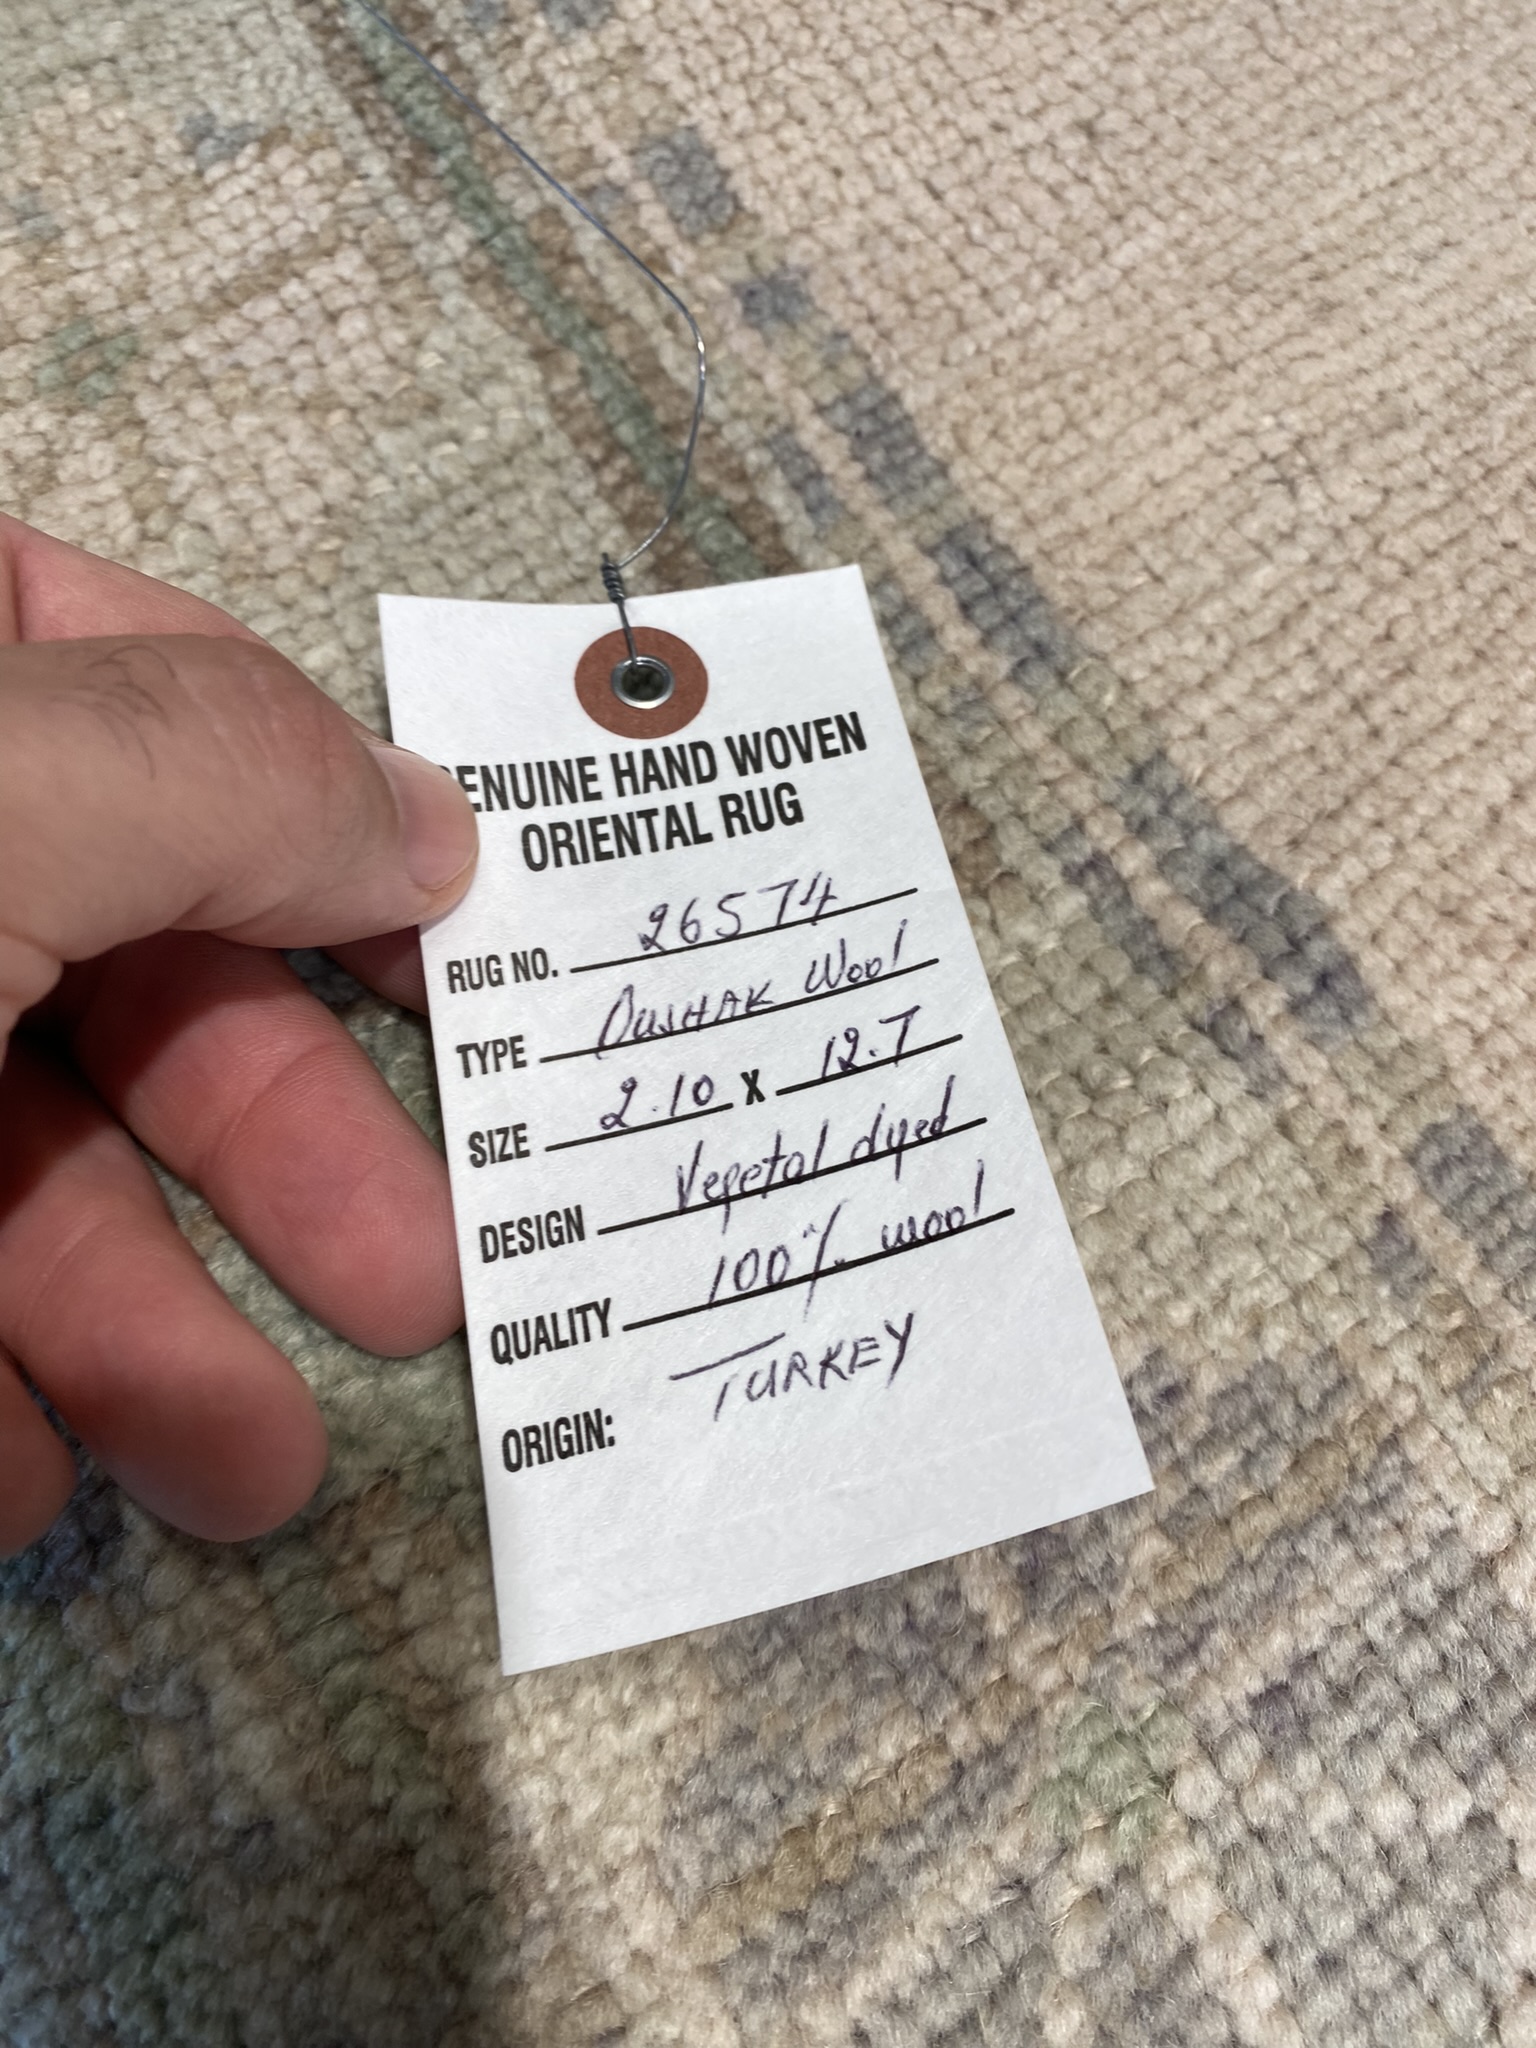 ENUINE HAND WOVEN
ORIENTAL RUG
RUG NO. 26574
TYPE OUSHAK Wool
SIZE 2.10 X 12.7
DESIGN Vegetal dyed
QUALITY 100% wool
ORIGIN: TURKEY